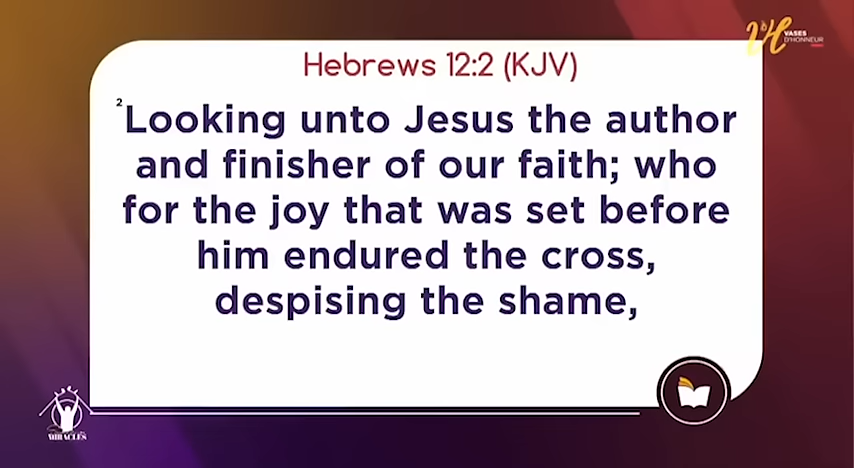 VASES
D'HONNEUR
Hebrews 12:2 (KJV)
2 Looking unto Jesus the author
and finisher of our faith; who
for the joy that was set before
him endured the cross,
despising the shame,
MIRACLES